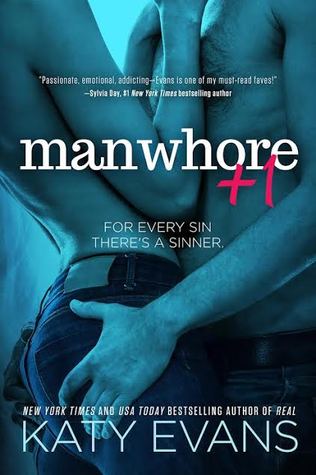 "Passionate, emotional, addicting—Evans is one of my must-read faves!"
—Sylvia Day, #1 New York Times bestselling author
manwhore
+1
FOR EVERY SIN
THERE'S A SINNER.
NEW YORK TIMES AND USA TODAY BESTSELLING AUTHOR OF REAL
KATY EVANS